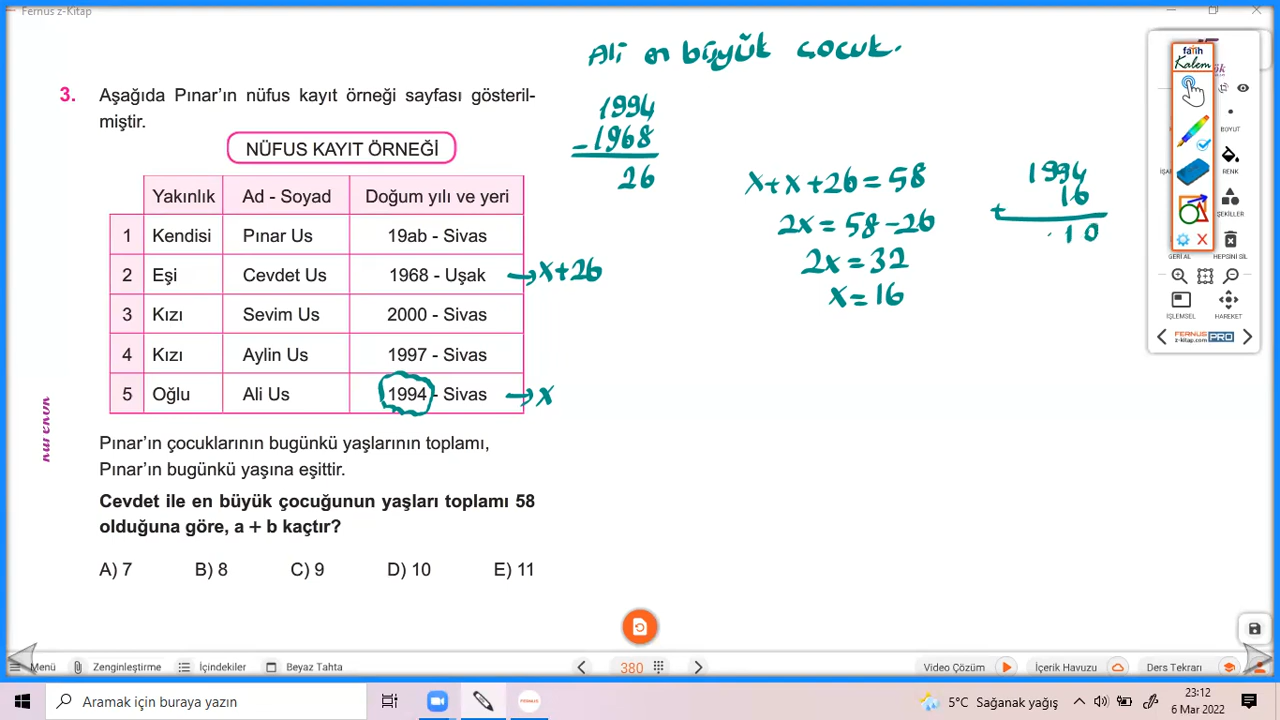 Fernus z-Kitap
Ali en büyük çocuk.
3. Aşağıda Pınar’ın nüfus kayıt örneği sayfası gösteril-
miştir.
NÜFUS KAYIT ÖRNEĞİ
Yakınlık Ad - Soyad Doğum yılı ve yeri
1 Kendisi Pınar Us 19ab - Sivas
2 Eşi Cevdet Us 1968 - Uşak → x+26
3 Kızı Sevim Us 2000 - Sivas
4 Kızı Aylin Us 1997 - Sivas
5 Oğlu Ali Us 1994 - Sivas → x
Pınar’ın çocuklarının bugünkü yaşlarının toplamı,
Pınar’ın bugünkü yaşına eşittir.
Cevdet ile en büyük çocuğunun yaşları toplamı 58
olduğuna göre, a + b kaçtır?
A) 7 B) 8 C) 9 D) 10 E) 11
1994
- 1968
26
x+x+26=58
2x=58-26
2x=32
x=16
1994
+ 16
10
Karekök
fatih
Kalem
BOYUT
RENK
ŞEKİLLER
GERİ AL HEPSİNİ SİL
İŞLEMSEL HAREKET
FERNUS PRO
z-kitap.com
Menü Zenginleştirme İçindekiler Beyaz Tahta 380 Video Çözüm İçerik Havuzu Ders Tekrarı
Aramak için buraya yazın
5°C Sağanak yağış
23:12
6 Mar 2022